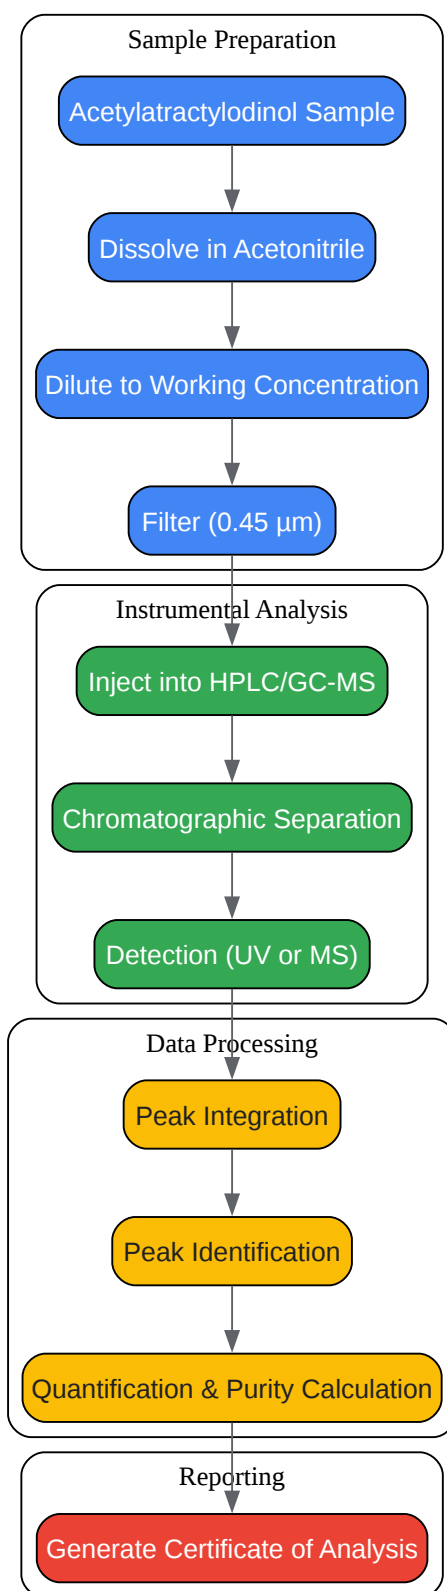 Sample Preparation
Acetylatractylodinol Sample
Dissolve in Acetonitrile
Dilute to Working Concentration
Filter (0.45 µm)
Instrumental Analysis
Inject into HPLC/GC-MS
Chromatographic Separation
Detection (UV or MS)
Data Processing
Peak Integration
Peak Identification
Quantification & Purity Calculation
Reporting
Generate Certificate of Analysis